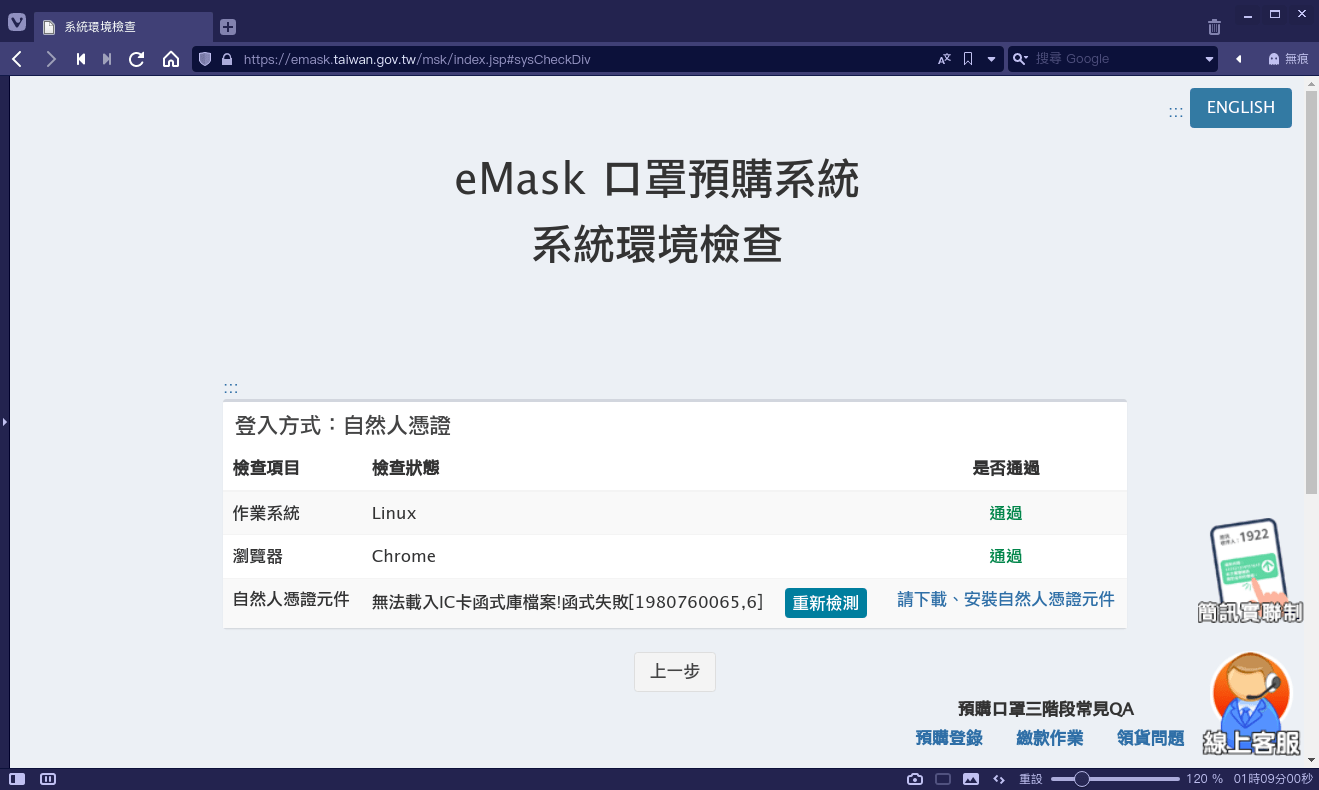 系統環境檢查
https://emask.taiwan.gov.tw/msk/index.jsp#sysCheckDiv
搜尋 Google
無痕
:::
ENGLISH
eMask 口罩預購系統
系統環境檢查
:::
登入方式：自然人憑證
檢查項目 檢查狀態 是否通過
作業系統 Linux 通過
瀏覽器 Chrome 通過
自然人憑證元件 無法載入IC卡函式庫檔案!函式失敗[1980760065,6] 重新檢測 請下載、安裝自然人憑證元件
1922
簡訊實聯制
上一步
預購口罩三階段常見QA
預購登錄 繳款作業 領貨問題
線上客服
重設 120 % 01時09分00秒